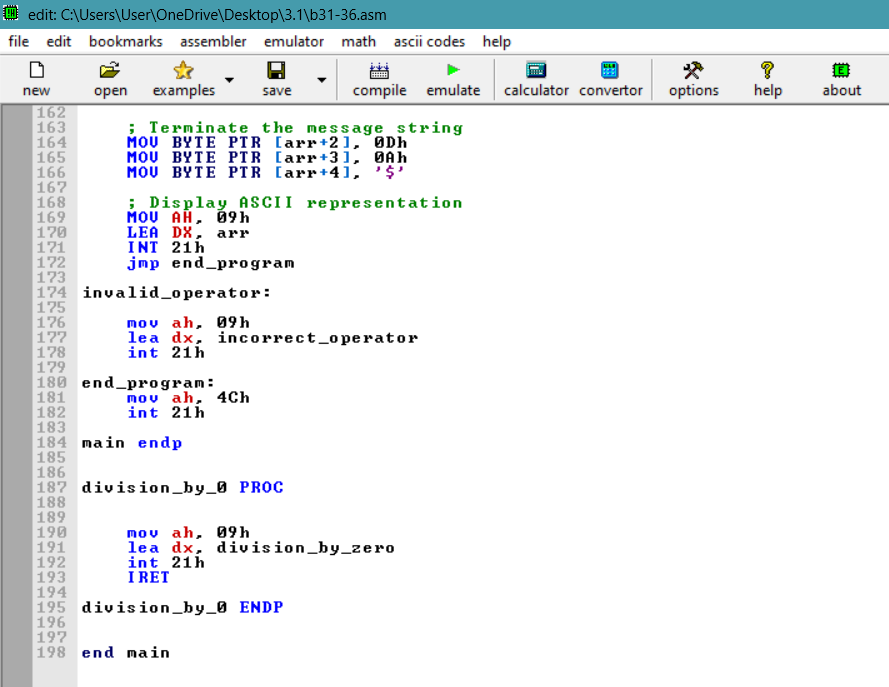 edit: C:\Users\User\OneDrive\Desktop\3.1\b31-36.asm
file edit bookmarks assembler emulator math ascii codes help
new open examples save compile emulate calculator convertor options help about
162
163 ; Terminate the message string
164 MOV BYTE PTR [arr+2], 0Dh
165 MOV BYTE PTR [arr+3], 0Ah
166 MOV BYTE PTR [arr+4], '$'
167
168 ; Display ASCII representation
169 MOV AH, 09h
170 LEA DX, arr
171 INT 21h
172 jmp end_program
173
174 invalid_operator:
175
176 mov ah, 09h
177 lea dx, incorrect_operator
178 int 21h
179
180 end_program:
181 mov ah, 4Ch
182 int 21h
183
184 main endp
185
186
187 division_by_0 PROC
188
189
190 mov ah, 09h
191 lea dx, division_by_zero
192 int 21h
193 IRET
194
195 division_by_0 ENDP
196
197
198 end main